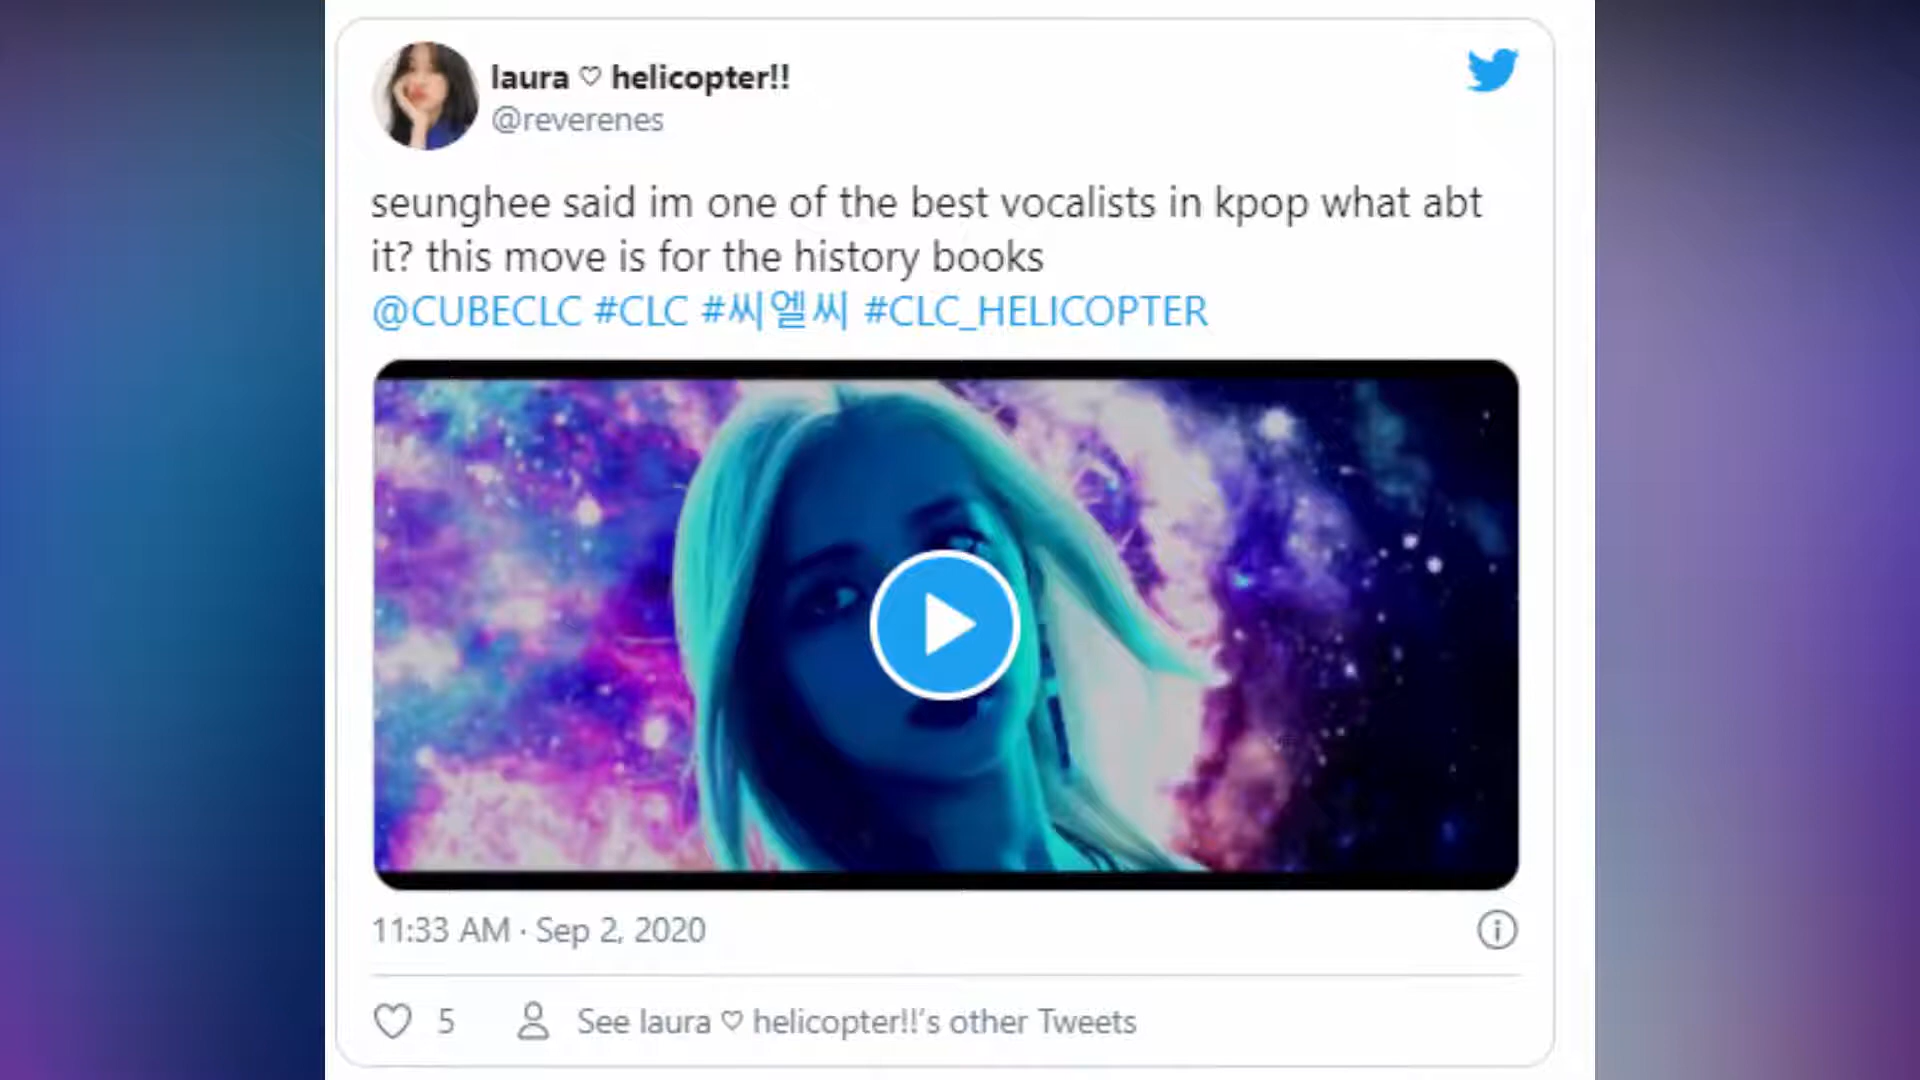 laura ♡ helicopter!!
@reverenes
seunghee said im one of the best vocalists in kpop what abt
it? this move is for the history books
@CUBECLC #CLC #씨엘씨 #CLC_HELICOPTER
11:33 AM · Sep 2, 2020
5
See laura ♡ helicopter!!'s other Tweets